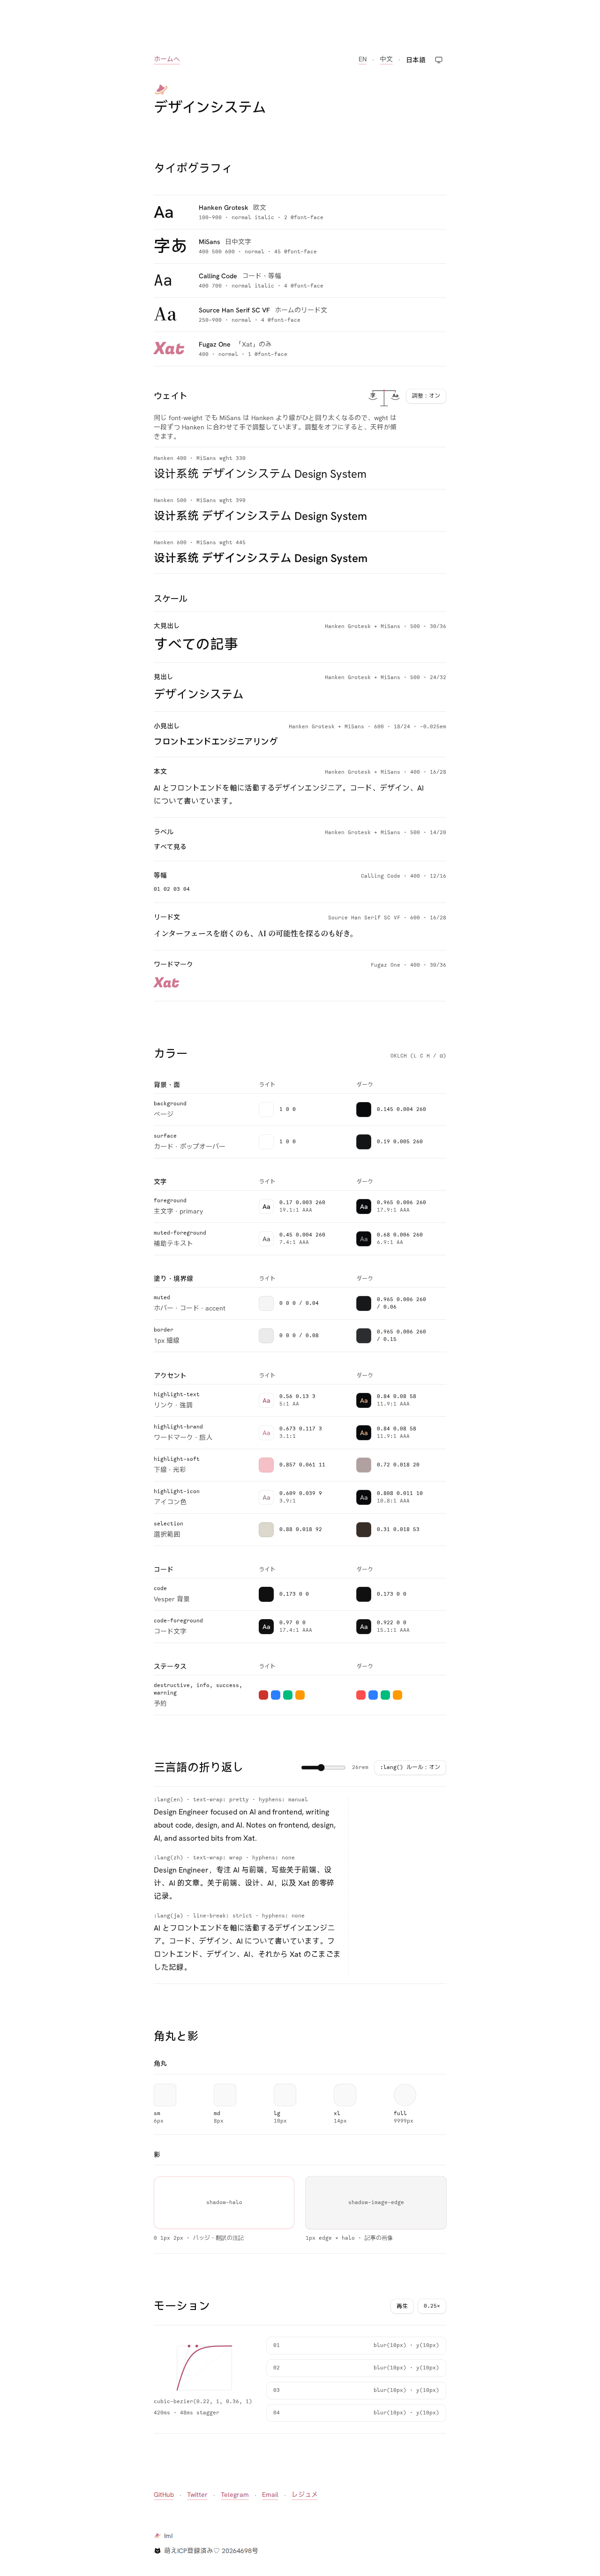 ホームへ
EN · 中文 · 日本語
デザインシステム
タイポグラフィ
Aa
Hanken Grotesk 欧文
100–900 · normal italic · 2 @font-face
字あ
MiSans 日中文字
400 500 600 · normal · 45 @font-face
Aa
Calling Code コード・等幅
400 700 · normal italic · 4 @font-face
Aa
Source Han Serif SC VF ホームのリード文
250–900 · normal · 4 @font-face
Xat
Fugaz One 「Xat」のみ
400 · normal · 1 @font-face
ウェイト
字 Aa
調整：オン
同じ font-weight でも MiSans は Hanken より線がひと回り太くなるので、wght は
一段ずつ Hanken に合わせて手で調整しています。調整をオフにすると、天秤が傾
きます。
Hanken 400 · MiSans wght 330
设计系统 デザインシステム Design System
Hanken 500 · MiSans wght 390
设计系统 デザインシステム Design System
Hanken 600 · MiSans wght 445
设计系统 デザインシステム Design System
スケール
大見出し
Hanken Grotesk + MiSans · 500 · 30/36
すべての記事
見出し
Hanken Grotesk + MiSans · 500 · 24/32
デザインシステム
小見出し
Hanken Grotesk + MiSans · 600 · 18/24 · -0.025em
フロントエンドエンジニアリング
本文
Hanken Grotesk + MiSans · 400 · 16/28
AI とフロントエンドを軸に活動するデザインエンジニア。コード、デザイン、AI
について書いています。
ラベル
Hanken Grotesk + MiSans · 500 · 14/20
すべて見る
等幅
Calling Code · 400 · 12/16
01 02 03 04
リード文
Source Han Serif SC VF · 600 · 16/28
インターフェースを磨くのも、AI の可能性を探るのも好き。
ワードマーク
Fugaz One · 400 · 30/36
Xat
カラー
OKLCH (L C H / α)
背景・面 ライト ダーク
background
ページ
1 0 0
0.145 0.004 260
surface
カード・ポップオーバー
1 0 0
0.19 0.005 260
文字 ライト ダーク
foreground
主文字・primary
Aa
0.17 0.003 260
19.1:1 AAA
Aa
0.965 0.006 260
17.9:1 AAA
muted-foreground
補助テキスト
Aa
0.45 0.004 260
7.4:1 AAA
Aa
0.68 0.006 260
6.9:1 AA
塗り・境界線 ライト ダーク
muted
ホバー・コード・accent
0 0 0 / 0.04
0.965 0.006 260
/ 0.06
border
1px 細線
0 0 0 / 0.08
0.965 0.006 260
/ 0.15
アクセント ライト ダーク
highlight-text
リンク・強調
Aa
0.56 0.13 3
5:1 AA
Aa
0.84 0.08 58
11.9:1 AAA
highlight-brand
ワードマーク・旅人
Aa
0.673 0.117 3
3.1:1
Aa
0.84 0.08 58
11.9:1 AAA
highlight-soft
下線・光彩
0.857 0.061 11
0.72 0.018 20
highlight-icon
アイコン色
Aa
0.609 0.039 9
3.9:1
Aa
0.808 0.011 10
10.8:1 AAA
selection
選択範囲
0.88 0.018 92
0.31 0.018 53
コード ライト ダーク
code
Vesper 背景
0.173 0 0
0.173 0 0
code-foreground
コード文字
Aa
0.97 0 0
17.4:1 AAA
Aa
0.922 0 0
15.1:1 AAA
ステータス ライト ダーク
destructive, info, success,
warning
予約
三言語の折り返し
26rem
:lang() ルール：オン
:lang(en) · text-wrap: pretty · hyphens: manual
Design Engineer focused on AI and frontend, writing
about code, design, and AI. Notes on frontend, design,
AI, and assorted bits from Xat.
:lang(zh) · text-wrap: wrap · hyphens: none
Design Engineer，专注 AI 与前端，写些关于前端、设
计、AI 的文章。关于前端、设计、AI，以及 Xat 的零碎
记录。
:lang(ja) · line-break: strict · hyphens: none
AI とフロントエンドを軸に活動するデザインエンジニ
ア。コード、デザイン、AI について書いています。フ
ロントエンド、デザイン、AI、それから Xat のこまごま
した記録。
角丸と影
角丸
sm
6px
md
8px
lg
10px
xl
14px
full
9999px
影
shadow-halo
shadow-image-edge
0 1px 2px · バッジ・翻訳の注記
1px edge + halo · 記事の画像
モーション
再生
0.25×
cubic-bezier(0.22, 1, 0.36, 1)
420ms · 48ms stagger
01 blur(10px) · y(10px)
02 blur(10px) · y(10px)
03 blur(10px) · y(10px)
04 blur(10px) · y(10px)
GitHub · Twitter · Telegram · Email · レジュメ
lml
萌えICP登録済み♡ 20264698号